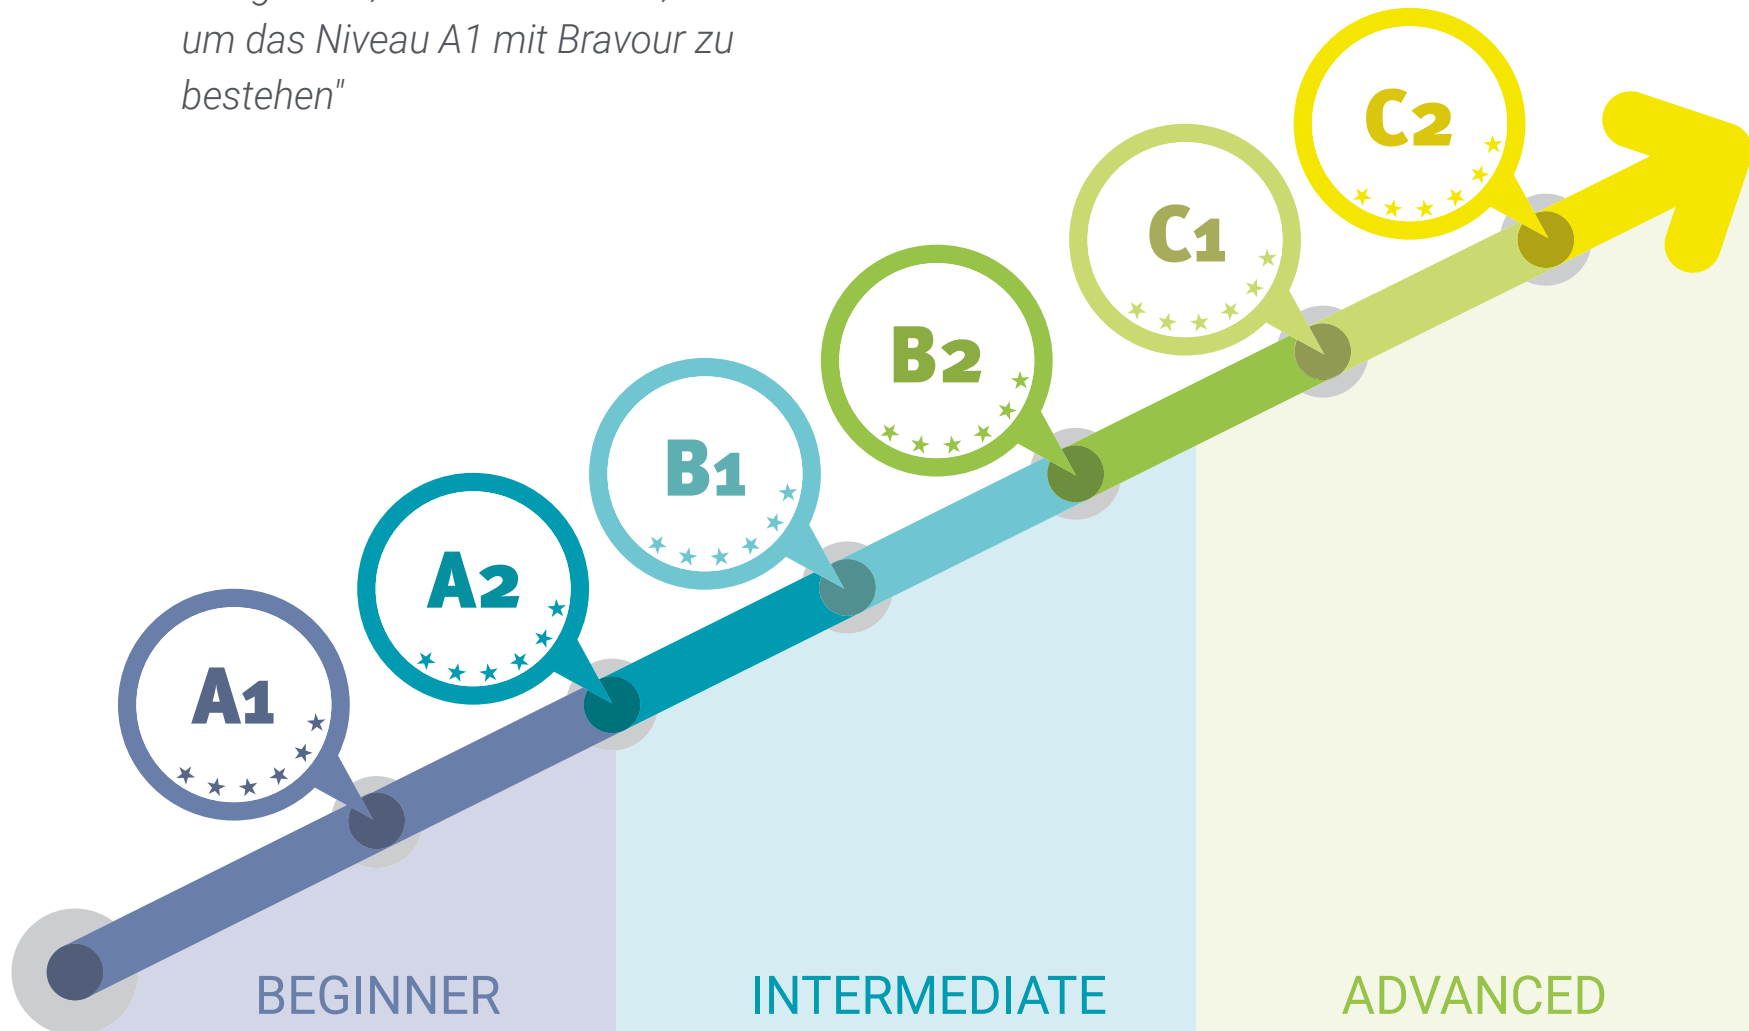 um das Niveau A1 mit Bravour zu
bestehen"
C2
C1
B2
B1
A2
A1
BEGINNER INTERMEDIATE ADVANCED